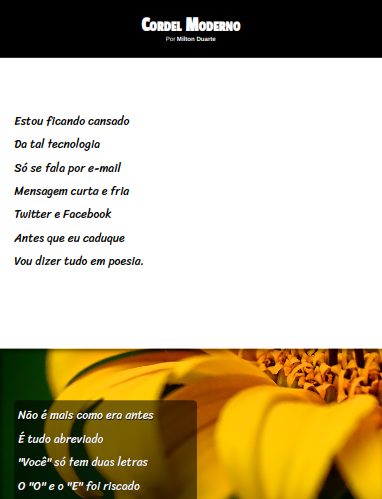 Cordel Moderno
Por Milton Duarte
Estou ficando cansado
Da tal tecnologia
Só se fala por e-mail
Mensagem curta e fria
Twitter e Facebook
Antes que eu caduque
Vou dizer tudo em poesia.
Não é mais como era antes
É tudo abreviado
"Você" só tem duas letras
O "O" e o "E" foi riscado